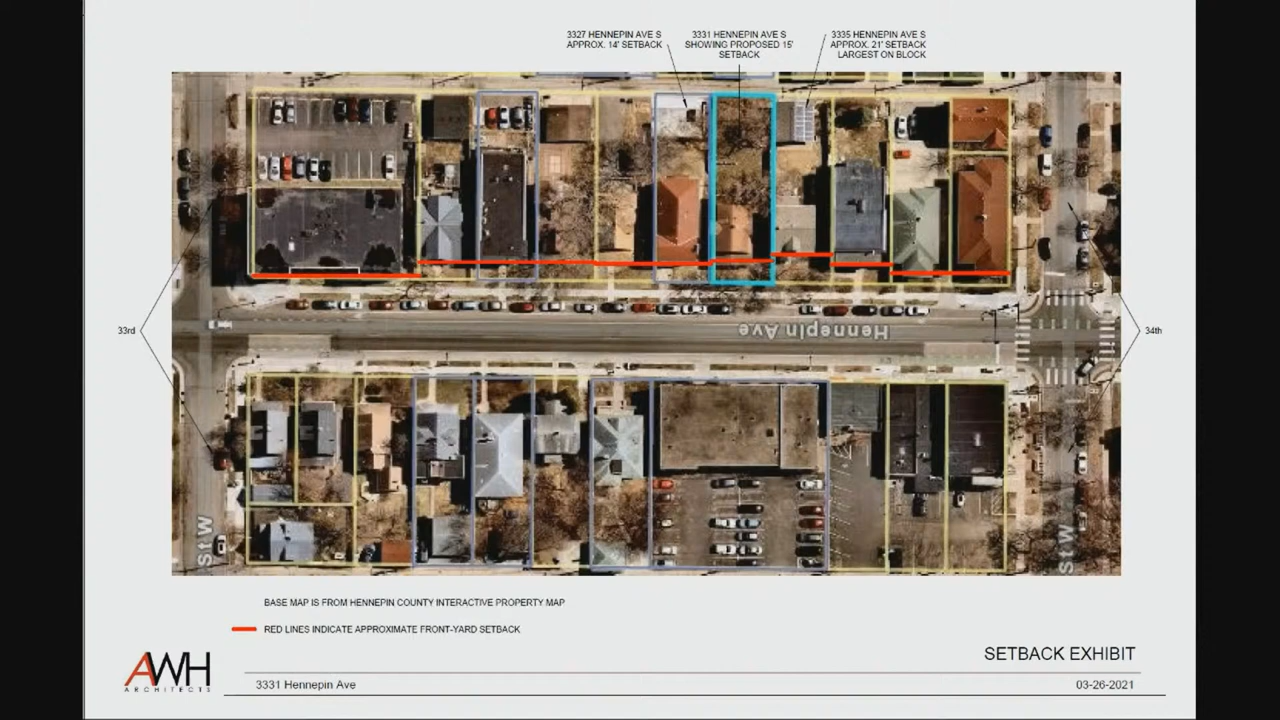 3327 HENNEPIN AVE S
APPROX. 14' SETBACK
3331 HENNEPIN AVE S
SHOWING PROPOSED 15'
SETBACK
3335 HENNEPIN AVE S
APPROX. 21' SETBACK
LARGEST ON BLOCK
33rd
Hennepin Ave
34th
St W
St W
BASE MAP IS FROM HENNEPIN COUNTY INTERACTIVE PROPERTY MAP
RED LINES INDICATE APPROXIMATE FRONT-YARD SETBACK
SETBACK EXHIBIT
AWH
ARCHITECTS
3331 Hennepin Ave
03-26-2021